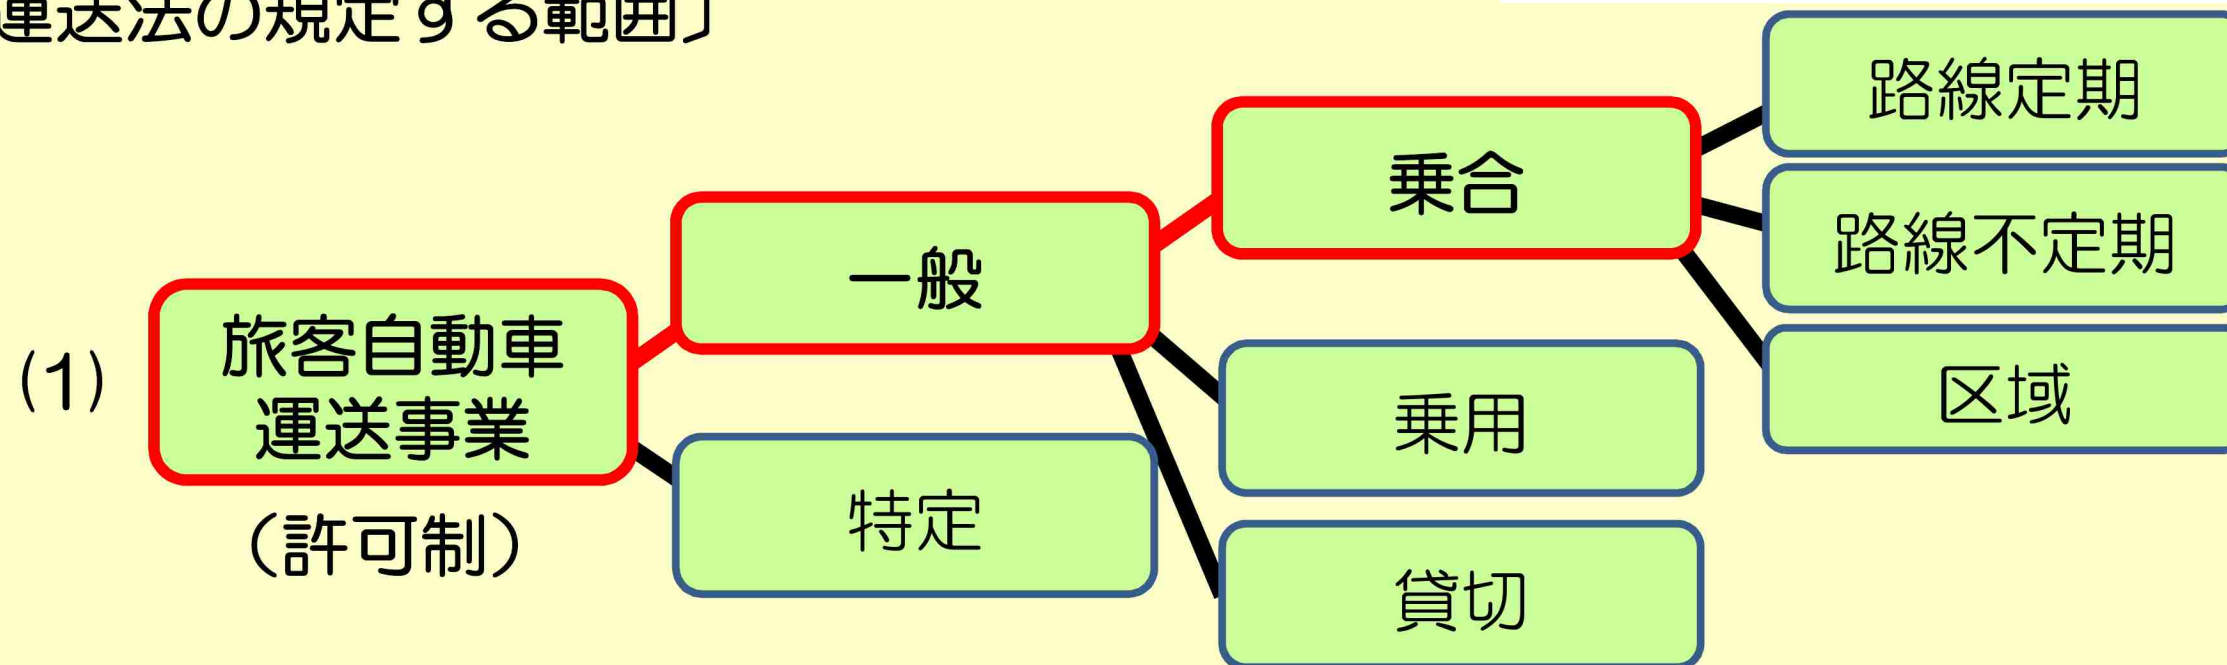 運送法の規定する範囲〕
(1)
旅客自動車
運送事業
（許可制）
一般
特定
乗合
乗用
貸切
路線定期
路線不定期
区域